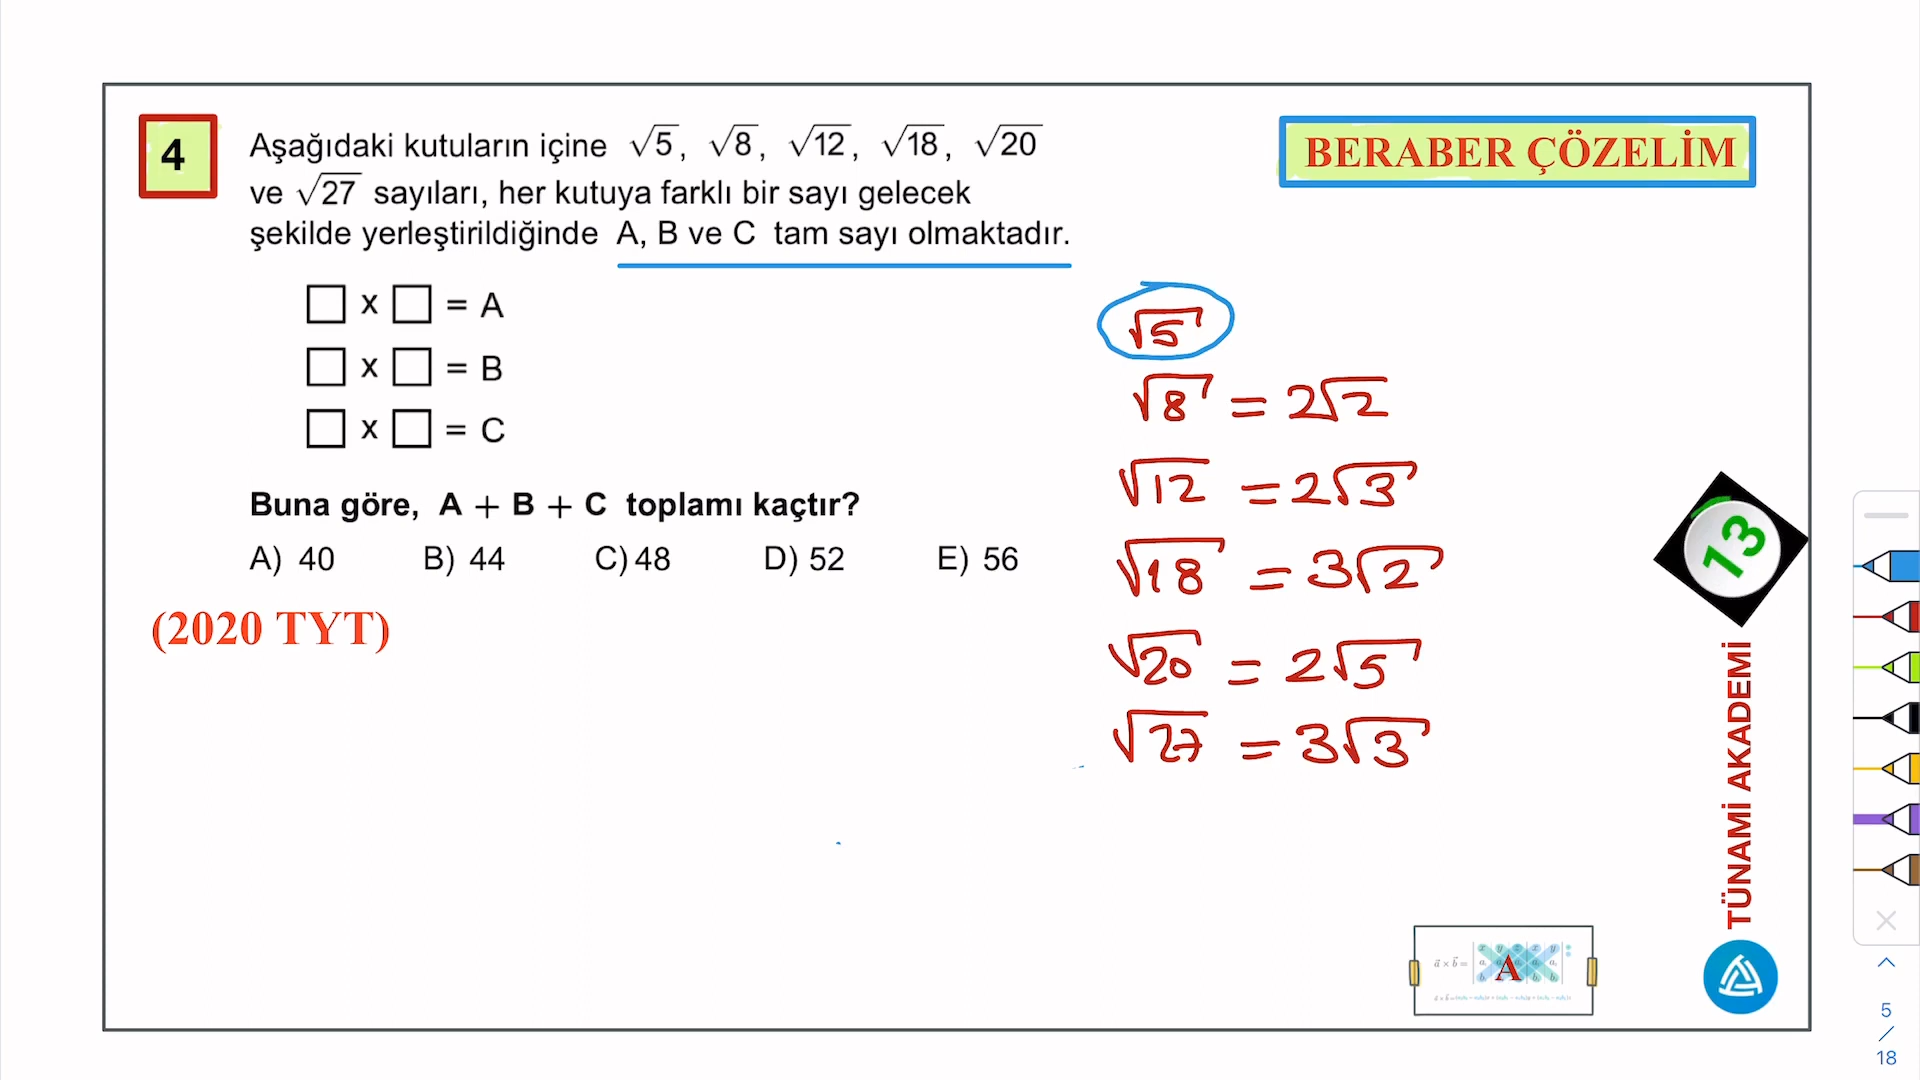 4
Aşağıdaki kutuların içine √5, √8, √12, √18, √20
ve √27 sayıları, her kutuya farklı bir sayı gelecek
şekilde yerleştirildiğinde A, B ve C tam sayı olmaktadır.
□ x □ = A
□ x □ = B
□ x □ = C
Buna göre, A + B + C toplamı kaçtır?
A) 40 B) 44 C) 48 D) 52 E) 56
(2020 TYT)
BERABER ÇÖZELİM
√5
√8 = 2√2
√12 = 2√3
√18 = 3√2
√20 = 2√5
√27 = 3√3
13
TÜNAMİ AKADEMİ
A
5
/
18